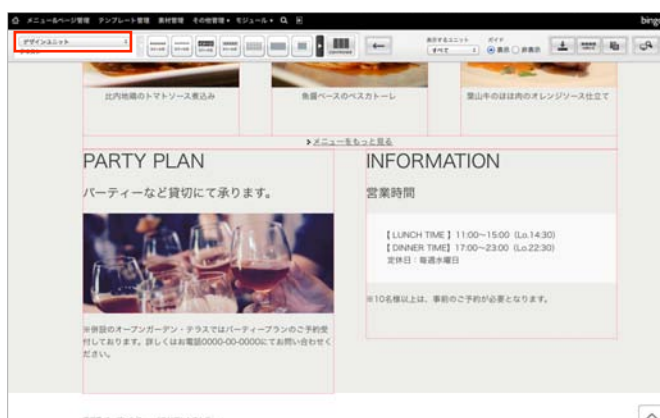 メニュー&ページ管理 テンプレート管理 素材管理 その他管理 モジュール
bingo
デザインユニット
表示するユニット
すべて
ガイド
表示 非表示
比内地鶏のトマトソース煮込み
魚醤ベースのペスカトーレ
葉山牛のほほ肉のオレンジソース仕立て
メニューをもっと見る
PARTY PLAN
INFORMATION
パーティーなど貸切にて承ります。
営業時間
【 LUNCH TIME 】11:00〜15:00（Lo.14:30）
【 DINNER TIME】17:00〜23:00（Lo.22:30）
定休日：毎週水曜日
※10名様以上は、事前のご予約が必要となります。
※併設のオープンガーデン・テラスではパーティープランのご予約受
付しております。詳しくはお電話0000-00-0000にてお問い合わせく
ださい。